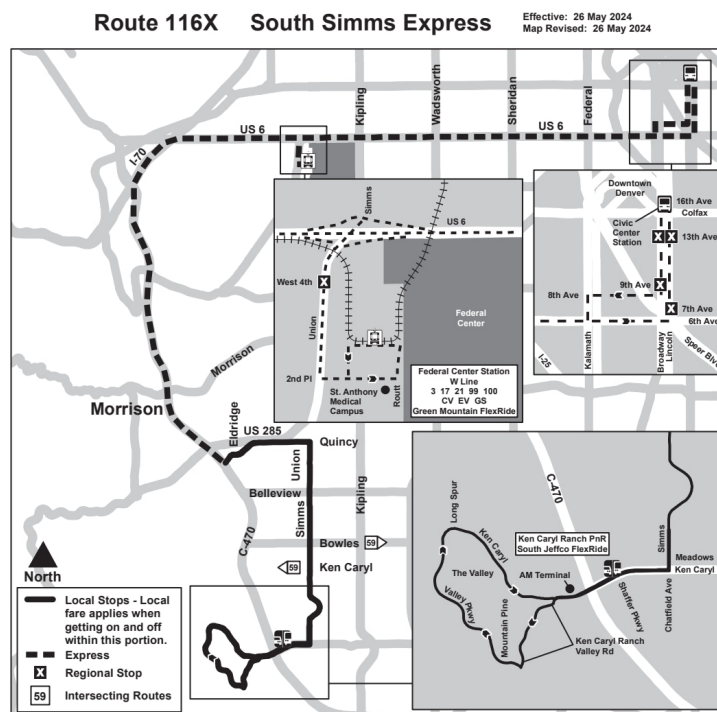 Route 116X South Simms Express
Effective: 26 May 2024
Map Revised: 26 May 2024
Kipling
Wadsworth
Sheridan
Federal
US 6
US 6
I-70
Simms
US 6
West 4th
Union
Federal
Center
2nd Pl
St. Anthony
Medical
Campus
Routt
Federal Center Station
W Line
3 17 21 99 100
CV EV GS
Green Mountain FlexRide
Downtown
Denver
16th Ave
Colfax
Civic
Center
Station
13th Ave
9th Ave
8th Ave
7th Ave
6th Ave
I-25
Kalamath
Broadway
Lincoln
Speer Blvd
Morrison
Morrison
Eldridge
US 285
Quincy
Union
Belleview
Simms
Kipling
C-470
Bowles
59
59
Ken Caryl
North
Local Stops - Local
fare applies when
getting on and off
within this portion.
Express
X Regional Stop
59 Intersecting Routes
C-470
Long Spur
Ken Caryl
Ken Caryl Ranch PnR
South Jeffco FlexRide
Simms
Meadows
Ken Caryl
The Valley
AM Terminal
Valley Pkwy
Mountain Pine
Shaffer Pkwy
Chatfield Ave
Ken Caryl Ranch
Valley Rd